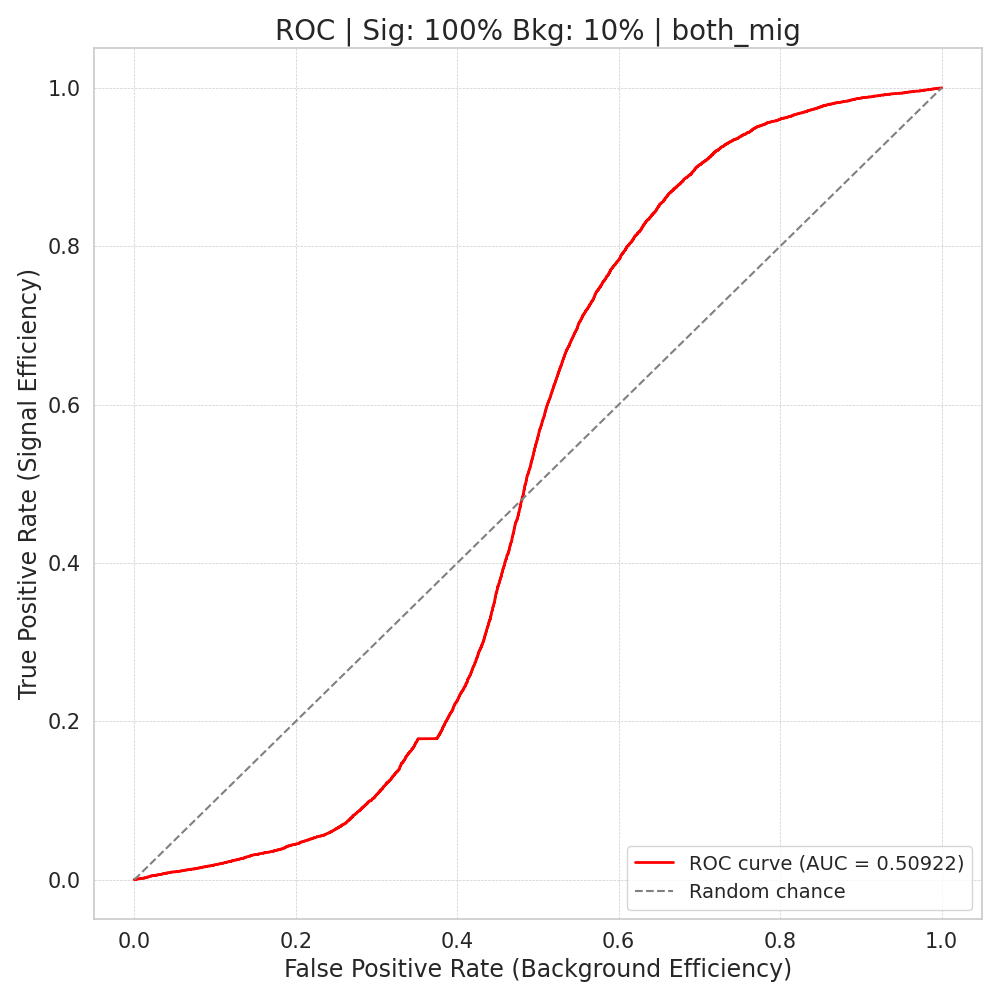 ROC | Sig: 100% Bkg: 10% | both_mig
True Positive Rate (Signal Efficiency)
1.0
0.8
0.6
0.4
0.2
0.0
ROC curve (AUC = 0.50922)
Random chance
0.0 0.2 0.4 0.6 0.8 1.0
False Positive Rate (Background Efficiency)